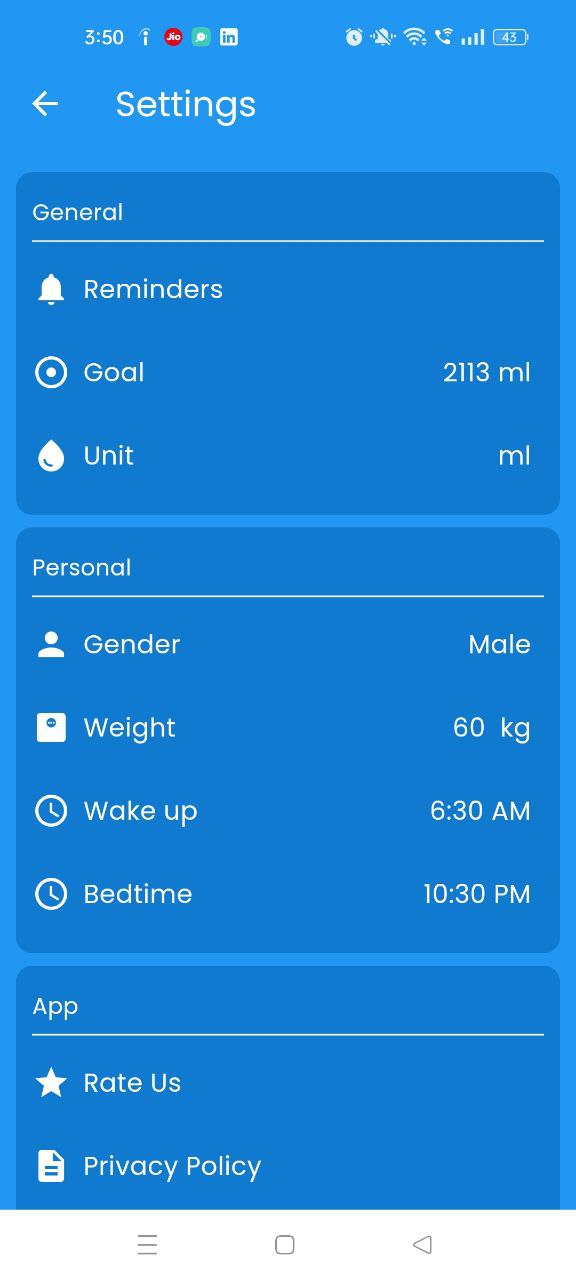 3:50 Jio in 43
Settings
General
Reminders
Goal 2113 ml
Unit ml
Personal
Gender Male
Weight 60 kg
Wake up 6:30 AM
Bedtime 10:30 PM
App
Rate Us
Privacy Policy